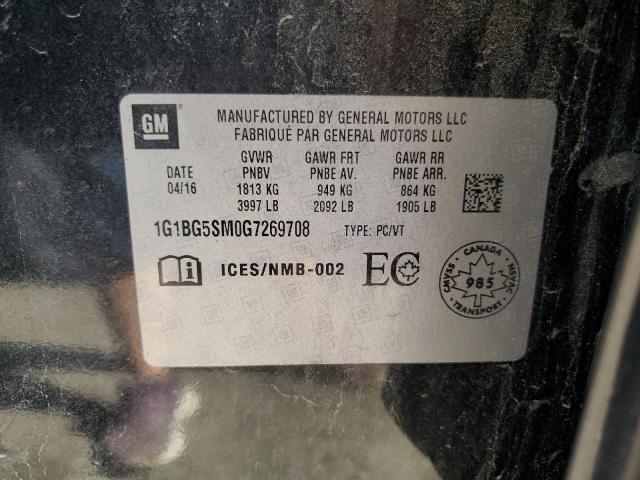 GM
MANUFACTURED BY GENERAL MOTORS LLC
FABRIQUÉ PAR GENERAL MOTORS LLC
GVWR GAWR FRT GAWR RR
DATE PNBV PNBE AV. PNBE ARR.
04/16 1813 KG 949 KG 864 KG
3997 LB 2092 LB 1905 LB
1G1BG5SM0G7269708 TYPE: PC/VT
i ICES/NMB-002 EC
CANADA
CMVSS 985 NSVAC
TRANSPORT